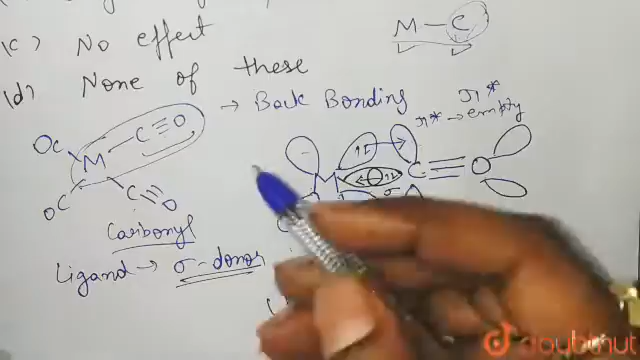 (c) No effect
M - C
(d) None of these
→ Back Bonding
π*
π* → empty
OC
M - C≡O
C≡O
OC
M
C≡O
σ
Carbonyl
Ligand → σ-donor
doubtnut